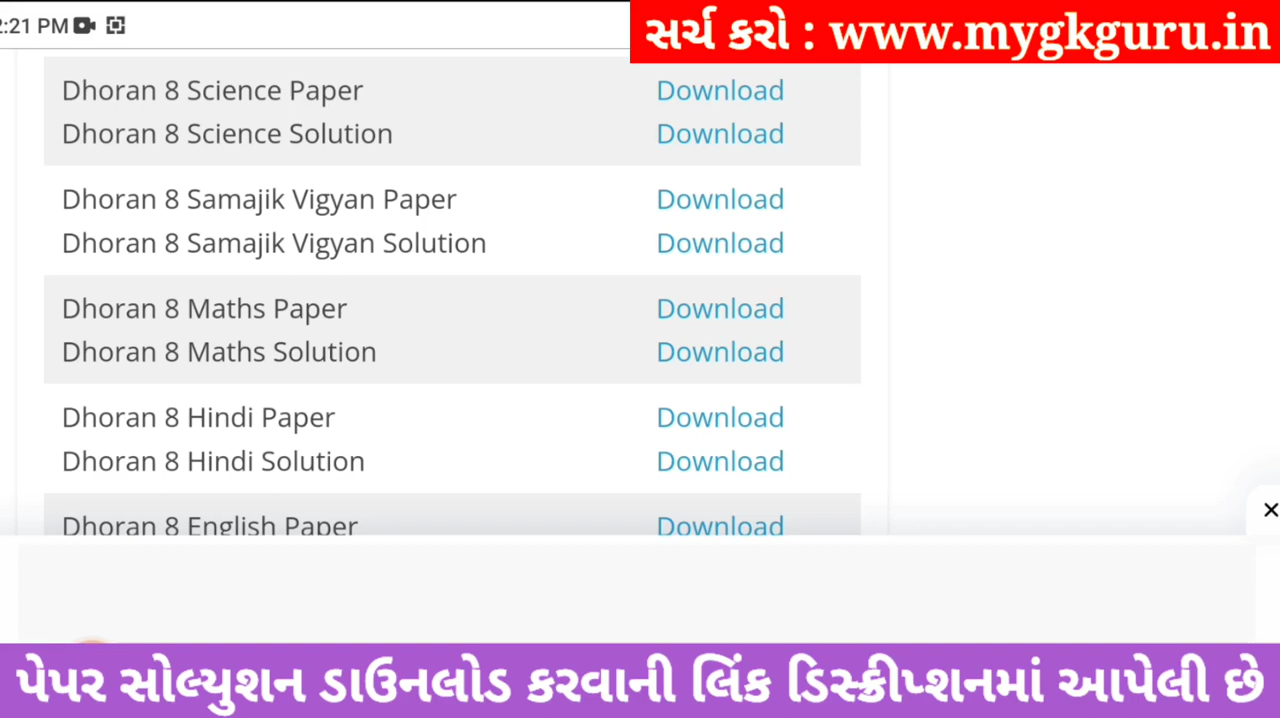 :21 PM
સર્ચ કરો : www.mygkguru.in
Dhoran 8 Science Paper Download
Dhoran 8 Science Solution Download
Dhoran 8 Samajik Vigyan Paper Download
Dhoran 8 Samajik Vigyan Solution Download
Dhoran 8 Maths Paper Download
Dhoran 8 Maths Solution Download
Dhoran 8 Hindi Paper Download
Dhoran 8 Hindi Solution Download
Dhoran 8 English Paper Download
પેપર સોલ્યુશન ડાઉનલોડ કરવાની લિંક ડિસ્ક્રીપ્શનમાં આપેલી છે